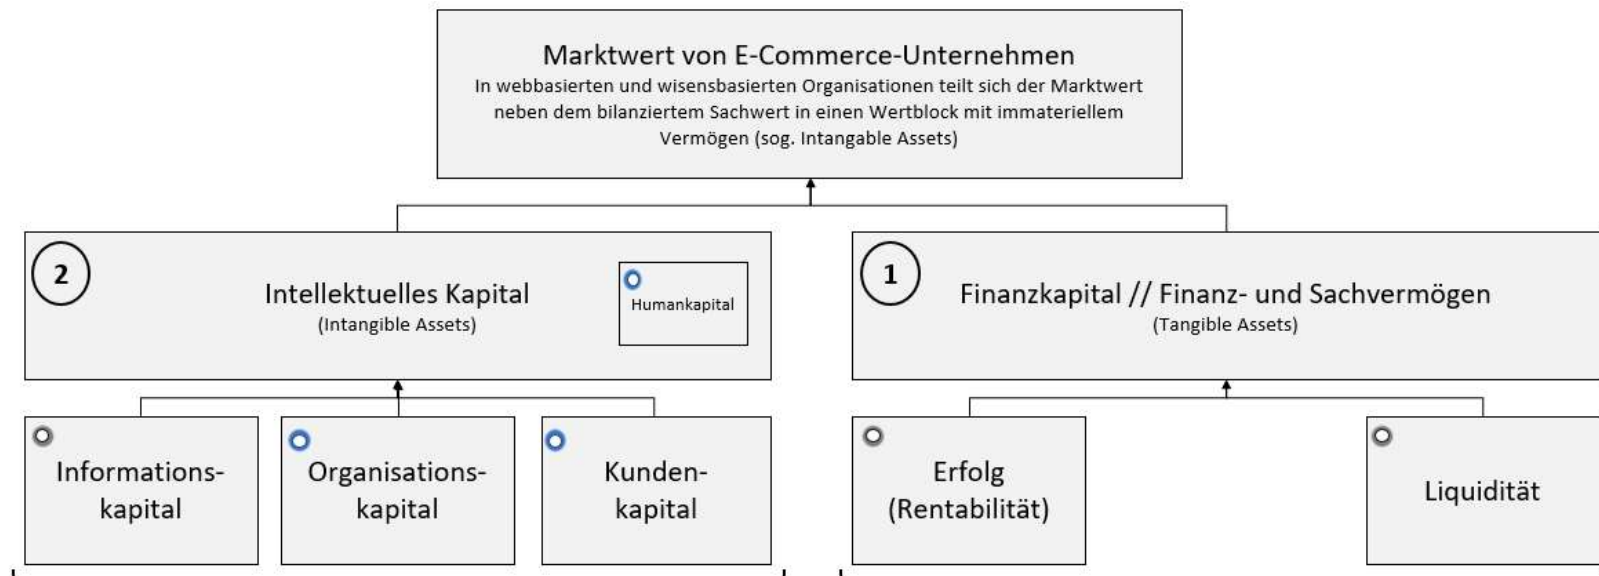 Marktwert von E-Commerce-Unternehmen
In webbasierten und wisensbasierten Organisationen teilt sich der Marktwert
neben dem bilanziertem Sachwert in einen Wertblock mit immateriellem
Vermögen (sog. Intangable Assets)
2
Intellektuelles Kapital
(Intangible Assets)
Humankapital
1
Finanzkapital // Finanz- und Sachvermögen
(Tangible Assets)
Informations-
kapital
Organisations-
kapital
Kunden-
kapital
Erfolg
(Rentabilität)
Liquidität